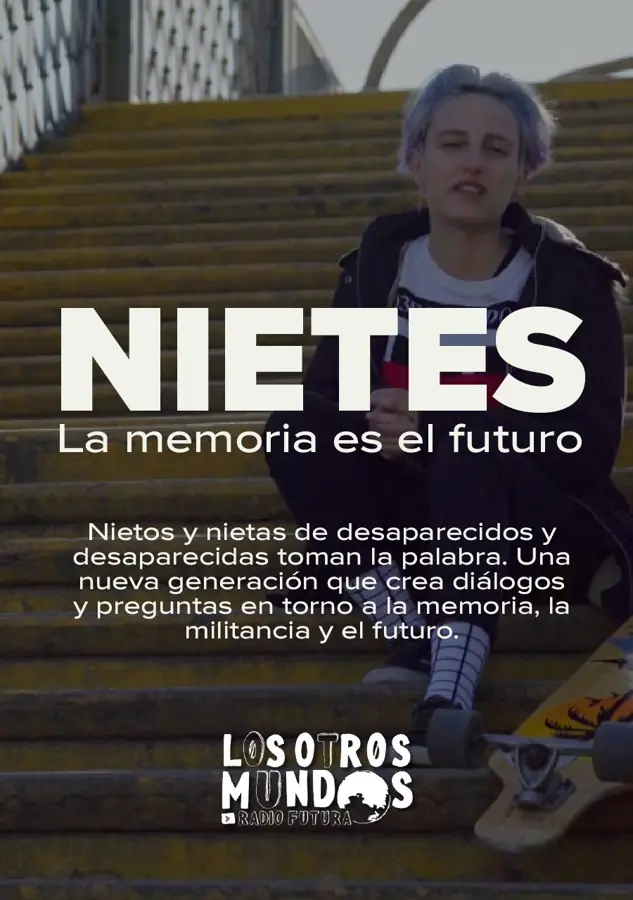 NIETES
La memoria es el futuro
Nietos y nietas de desaparecidos y
desaparecidas toman la palabra. Una
nueva generación que crea diálogos
y preguntas en torno a la memoria, la
militancia y el futuro.
LOS OTROS
MUNDOS
RADIO FUTURA